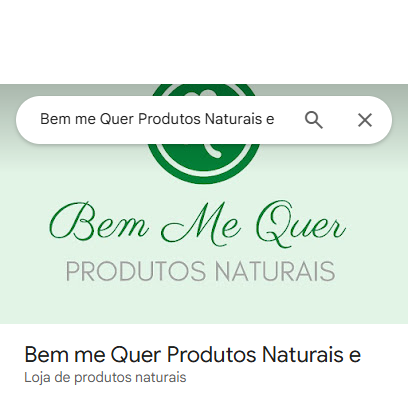 Bem me Quer Produtos Naturais e
Bem Me Quer
PRODUTOS NATURAIS
Bem me Quer Produtos Naturais e
Loja de produtos naturais